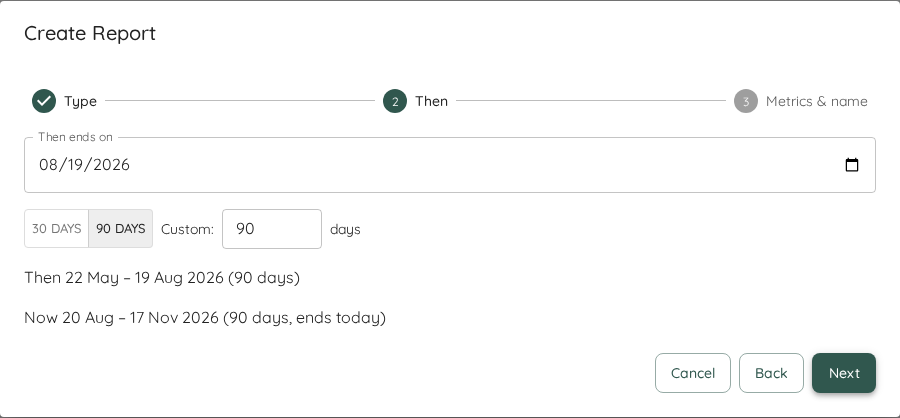 Create Report
Type
2 Then
3 Metrics & name
Then ends on
08/19/2026
30 DAYS 90 DAYS Custom: 90 days
Then 22 May – 19 Aug 2026 (90 days)
Now 20 Aug – 17 Nov 2026 (90 days, ends today)
Cancel Back Next